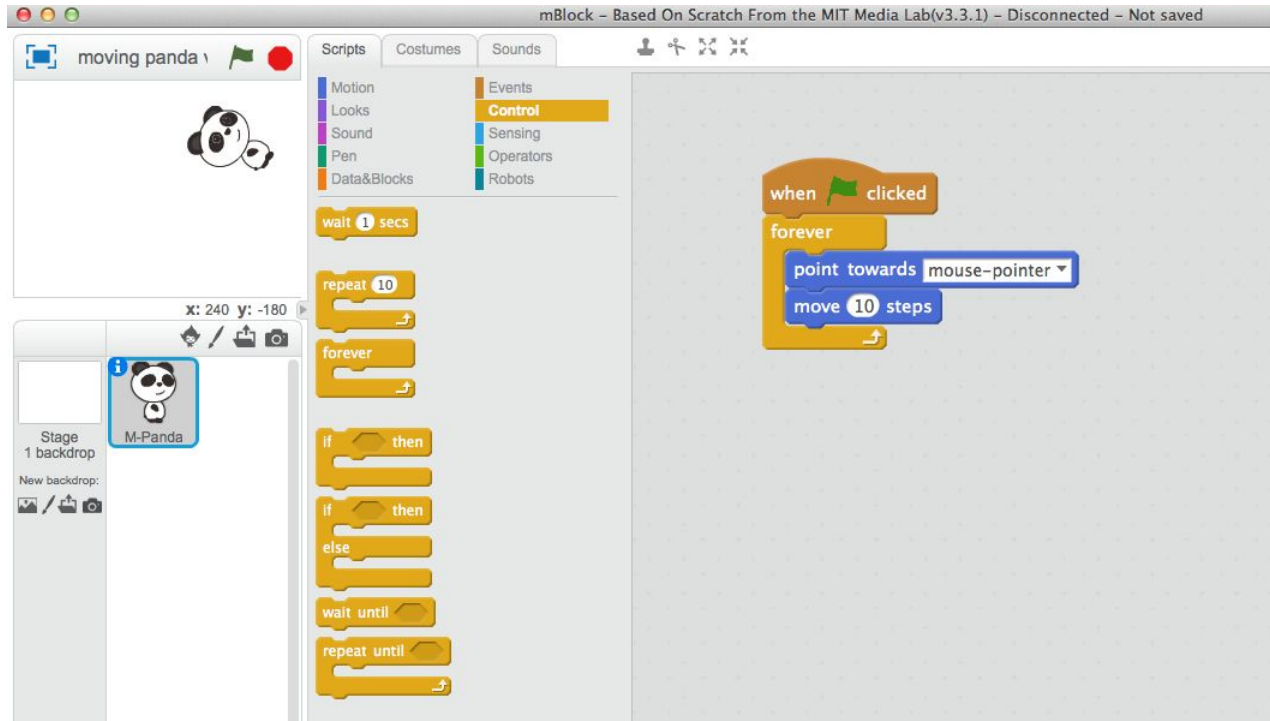 mBlock - Based On Scratch From the MIT Media Lab(v3.3.1) - Disconnected - Not saved
moving panda
Scripts
Costumes
Sounds
Motion
Events
Looks
Control
Sound
Sensing
Pen
Operators
Data&Blocks
Robots
x: 240 y: -180
Stage
1 backdrop
New backdrop:
M-Panda
wait 1 secs
repeat 10
forever
if then
if then
else
wait until
repeat until
when clicked
forever
point towards mouse-pointer
move 10 steps